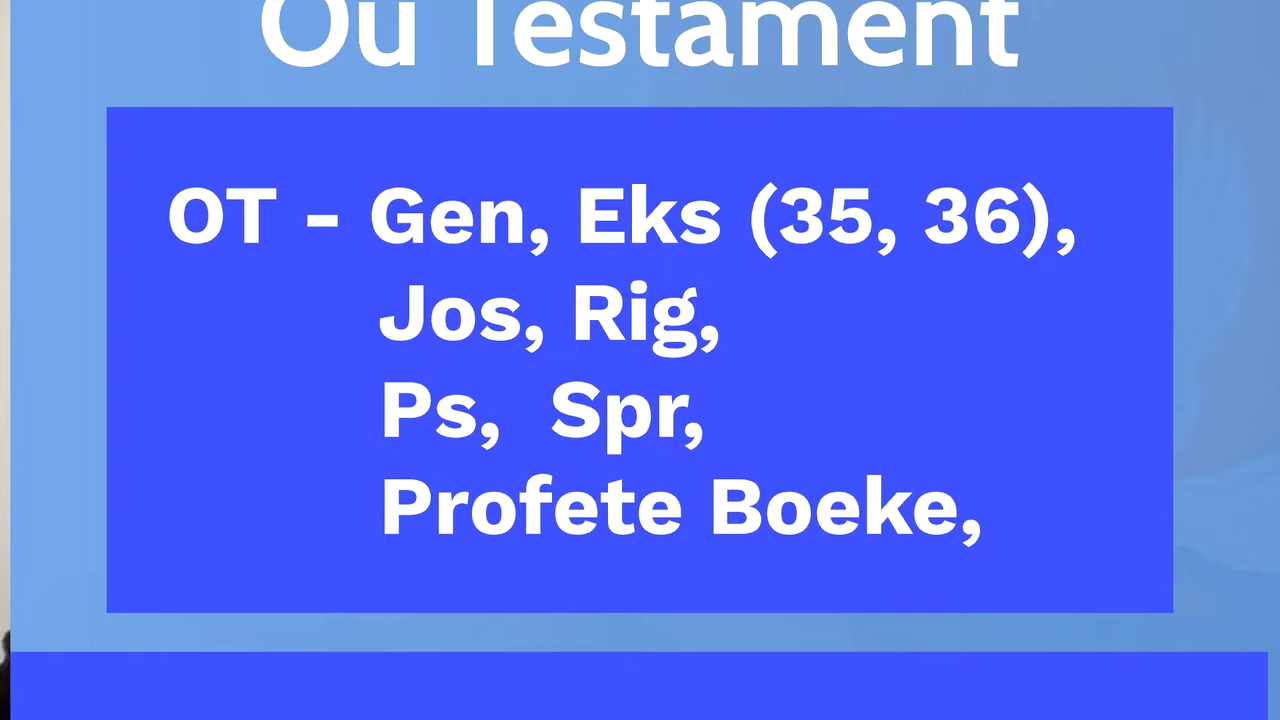 Ou Testament
OT - Gen, Eks (35, 36),
Jos, Rig,
Ps, Spr,
Profete Boeke,